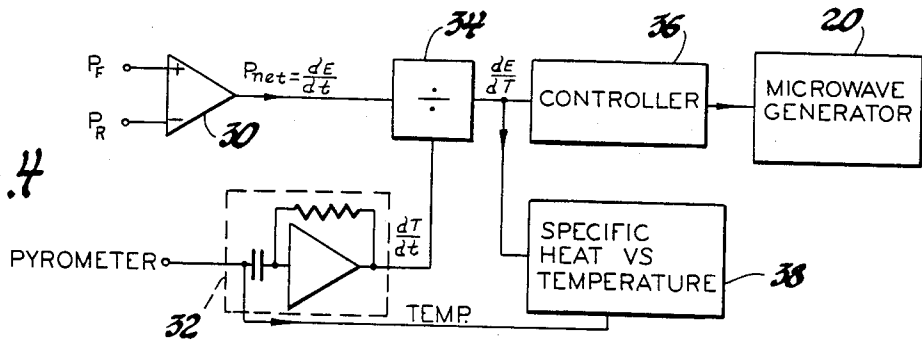 34
36
20
P_F
+
P_net = dE/dt
÷
dE/dT
CONTROLLER
MICROWAVE
GENERATOR
P_R
−
30
.4
PYROMETER
dT/dt
SPECIFIC
HEAT VS
TEMPERATURE
38
32
TEMP.